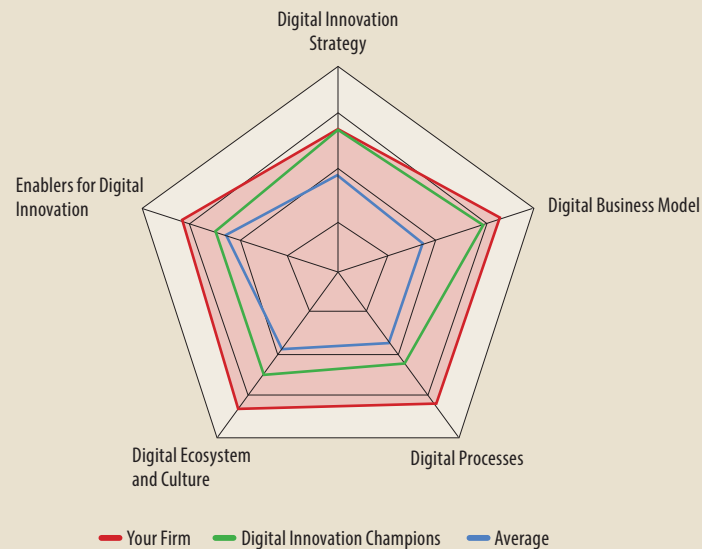 Digital Innovation
Strategy
Enablers for Digital
Innovation
Digital Business Model
Digital Ecosystem
and Culture
Digital Processes
Your Firm
Digital Innovation Champions
Average